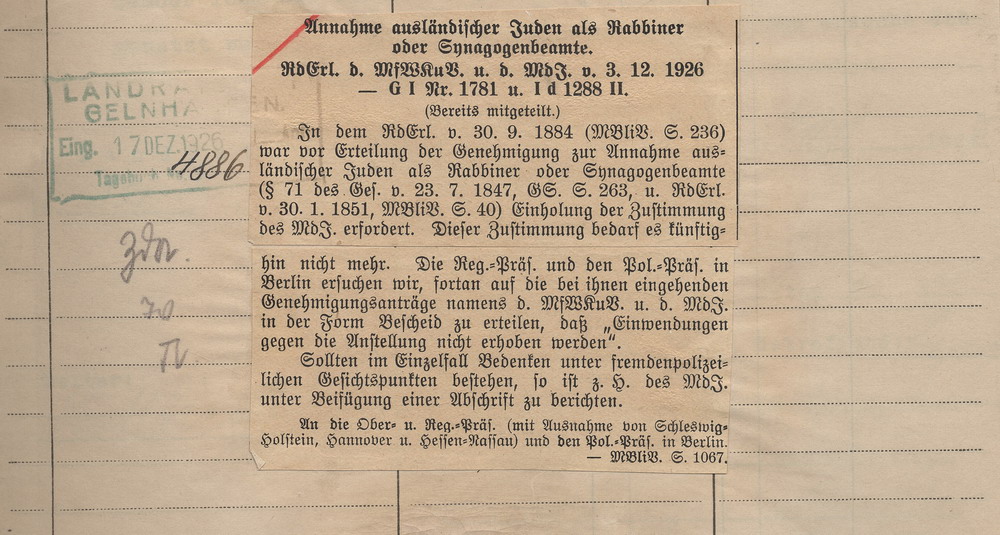 Annahme ausländischer Juden als Rabbiner
oder Synagogenbeamte.
RdErl. d. MfWKuV. u. d. MdJ. v. 3. 12. 1926
— G I Nr. 1781 u. I d 1288 II.
(Bereits mitgeteilt.)
In dem RdErl. v. 30. 9. 1884 (MBliV. S. 236)
war vor Erteilung der Genehmigung zur Annahme aus-
ländischer Juden als Rabbiner oder Synagogenbeamte
(§ 71 des Ges. v. 23. 7. 1847, GS. S. 263, u. RdErl.
v. 30. 1. 1851, MBliV. S. 40) Einholung der Zustimmung
des MdJ. erfordert. Dieser Zustimmung bedarf es künftig-
hin nicht mehr. Die Reg.-Präs. und den Pol.-Präs. in
Berlin ersuchen wir, fortan auf die bei ihnen eingehenden
Genehmigungsanträge namens d. MfWKuV. u. d. MdJ.
in der Form Bescheid zu erteilen, daß „Einwendungen
gegen die Anstellung nicht erhoben werden“.
Sollten im Einzelfall Bedenken unter fremdenpolizei-
lichen Gesichtspunkten bestehen, so ist z. H. des MdJ.
unter Beifügung einer Abschrift zu berichten.
An die Ober- u. Reg.-Präs. (mit Ausnahme von Schleswig-
Holstein, Hannover u. Hessen-Nassau) und den Pol.-Präs. in Berlin.
— MBliV. S. 1067.
LANDRA
GELNHA EN.
Eing. 17 DEZ. 1926
4886